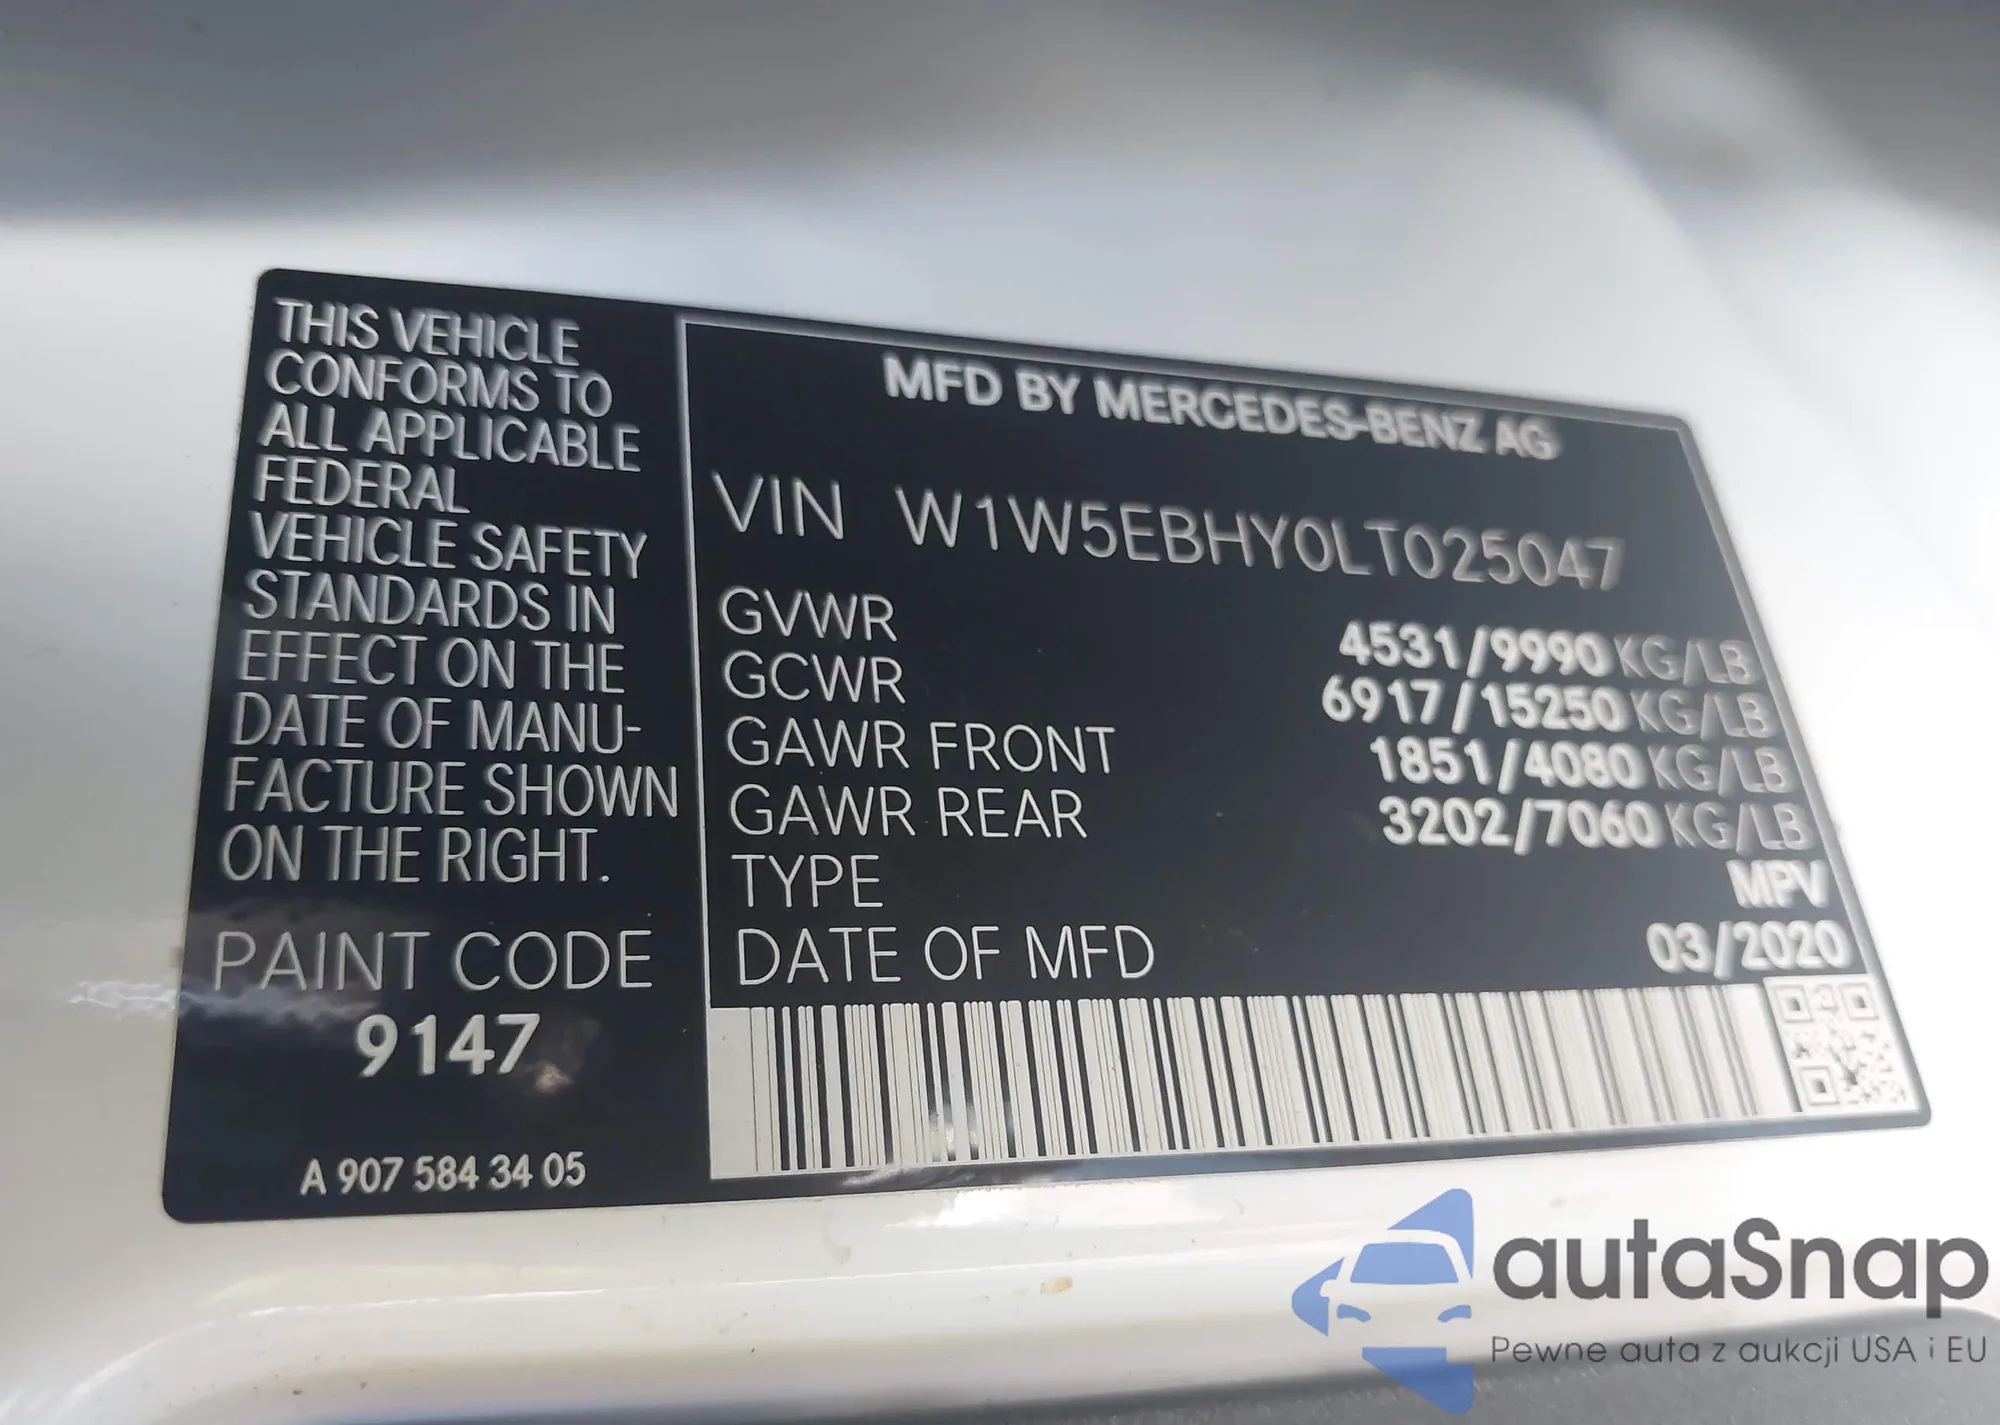 THIS VEHICLE
CONFORMS TO
ALL APPLICABLE
FEDERAL
VEHICLE SAFETY
STANDARDS IN
EFFECT ON THE
DATE OF MANU-
FACTURE SHOWN
ON THE RIGHT.
PAINT CODE
9147
A 907 584 34 05
MFD BY MERCEDES-BENZ AG
VIN W1W5EBHY0LT025047
GVWR 4531/9990 KG/LB
GCWR 6917/15250 KG/LB
GAWR FRONT 1851/4080 KG/LB
GAWR REAR 3202/7060 KG/LB
TYPE MPV
DATE OF MFD 03/2020
autaSnap
Pewne auta z aukcji USA i EU